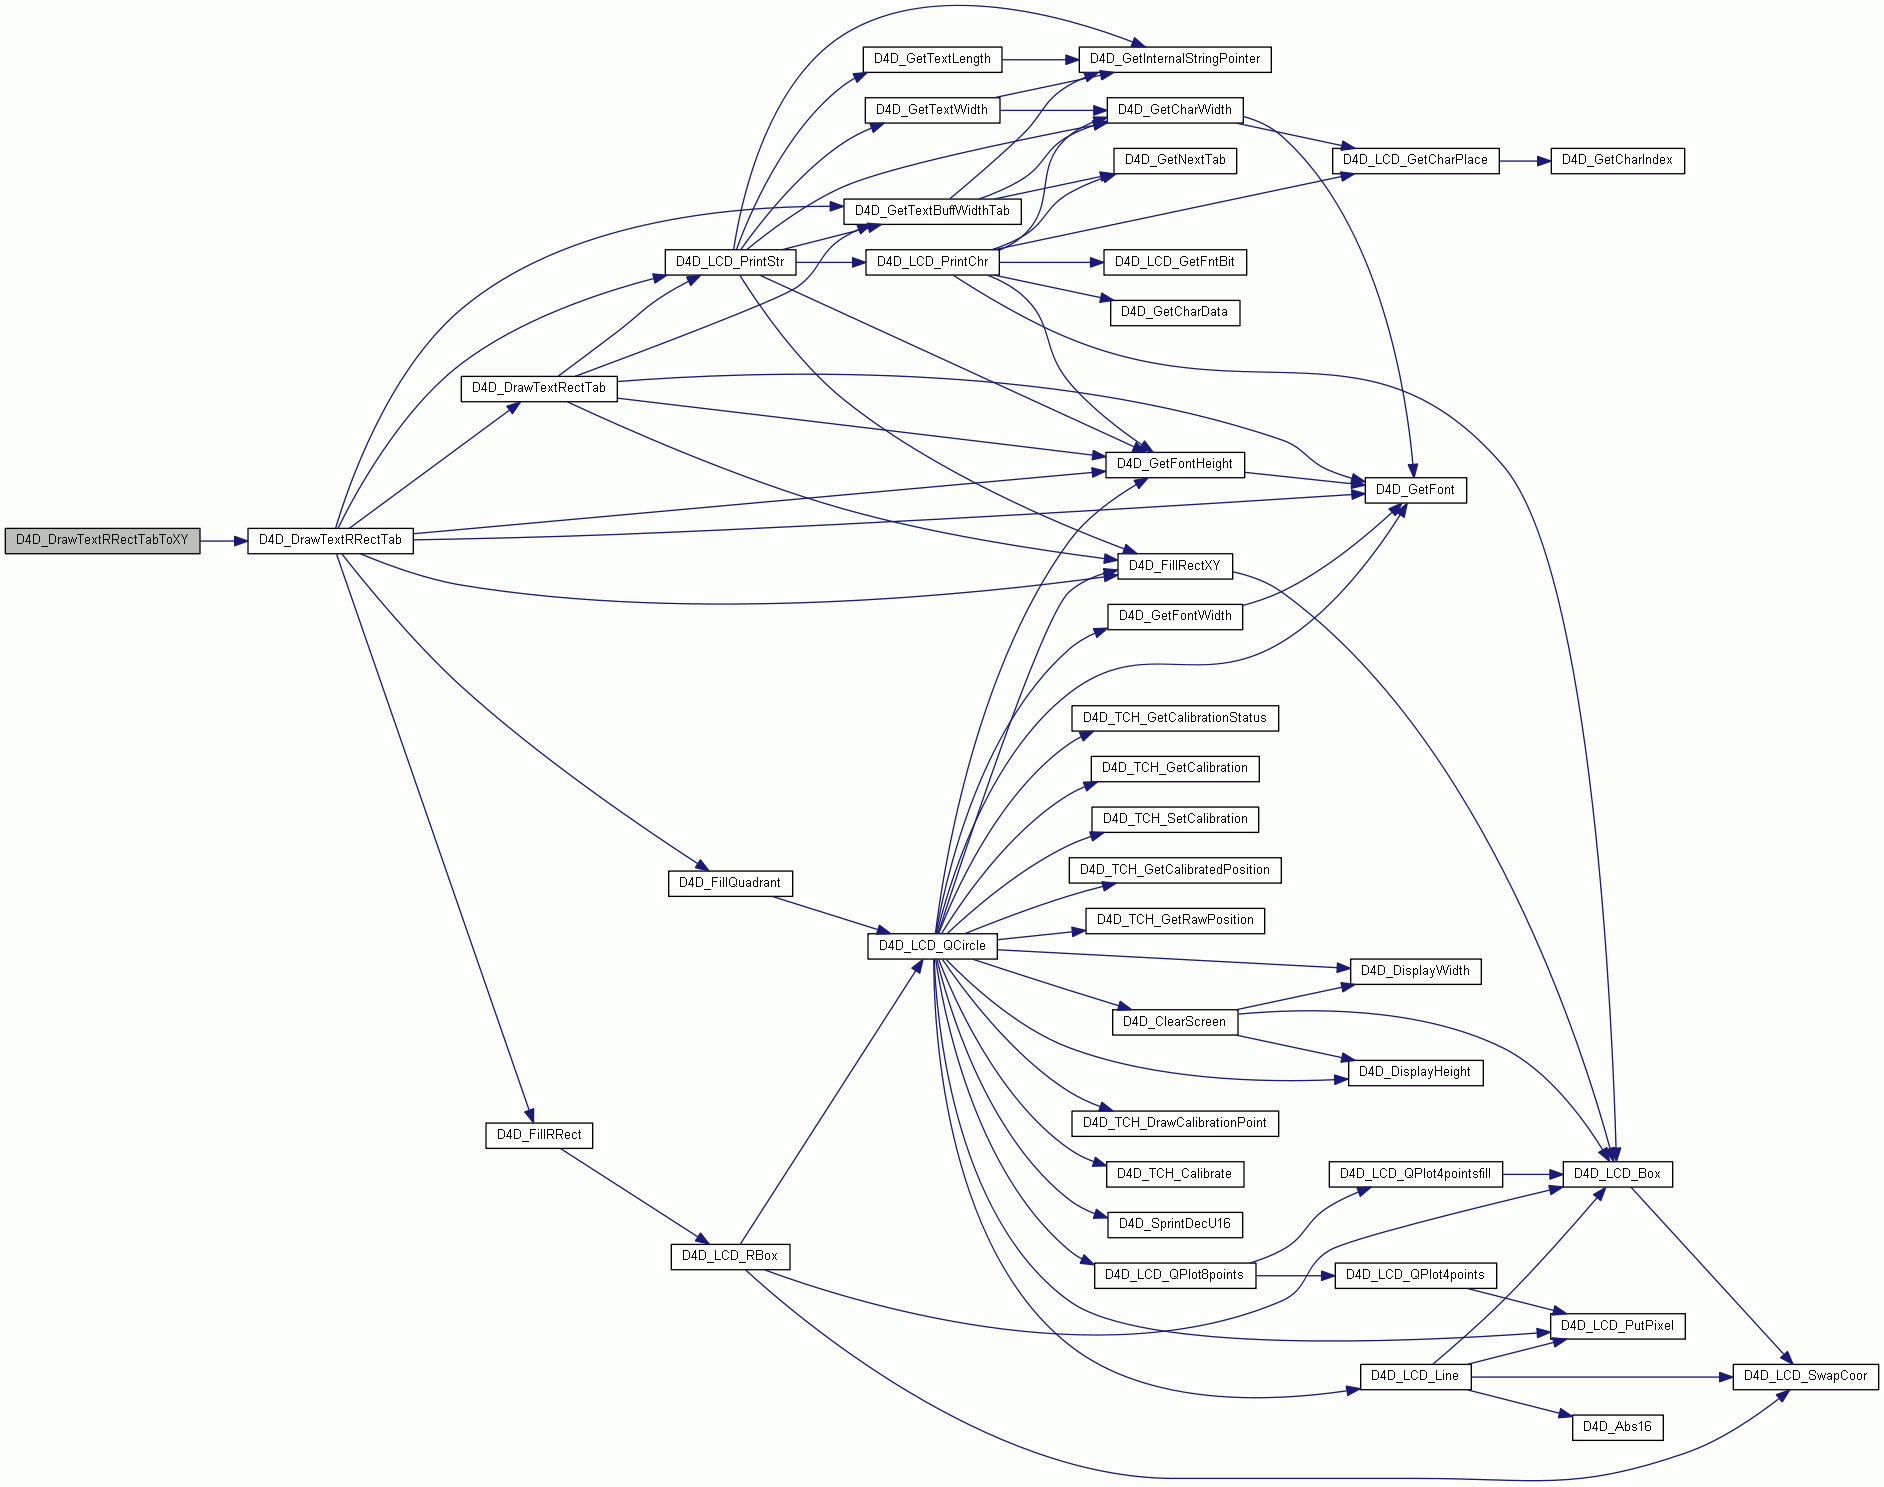 D4D_GetTextLength
D4D_GetInternalStringPointer
D4D_GetTextWidth
D4D_GetCharWidth
D4D_GetNextTab
D4D_LCD_GetCharPlace
D4D_GetCharIndex
D4D_GetTextBuffWidthTab
D4D_LCD_PrintStr
D4D_LCD_PrintChr
D4D_LCD_GetFntBit
D4D_GetCharData
D4D_DrawTextRectTab
D4D_GetFontHeight
D4D_GetFont
D4D_DrawTextRRectTabToXY
D4D_DrawTextRRectTab
D4D_FillRectXY
D4D_GetFontWidth
D4D_TCH_GetCalibrationStatus
D4D_TCH_GetCalibration
D4D_TCH_SetCalibration
D4D_TCH_GetCalibratedPosition
D4D_FillQuadrant
D4D_TCH_GetRawPosition
D4D_LCD_QCircle
D4D_DisplayWidth
D4D_ClearScreen
D4D_DisplayHeight
D4D_TCH_DrawCalibrationPoint
D4D_FillRRect
D4D_TCH_Calibrate
D4D_LCD_QPlot4pointsfill
D4D_LCD_Box
D4D_SprintDecU16
D4D_LCD_RBox
D4D_LCD_QPlot8points
D4D_LCD_QPlot4points
D4D_LCD_PutPixel
D4D_LCD_Line
D4D_LCD_SwapCoor
D4D_Abs16